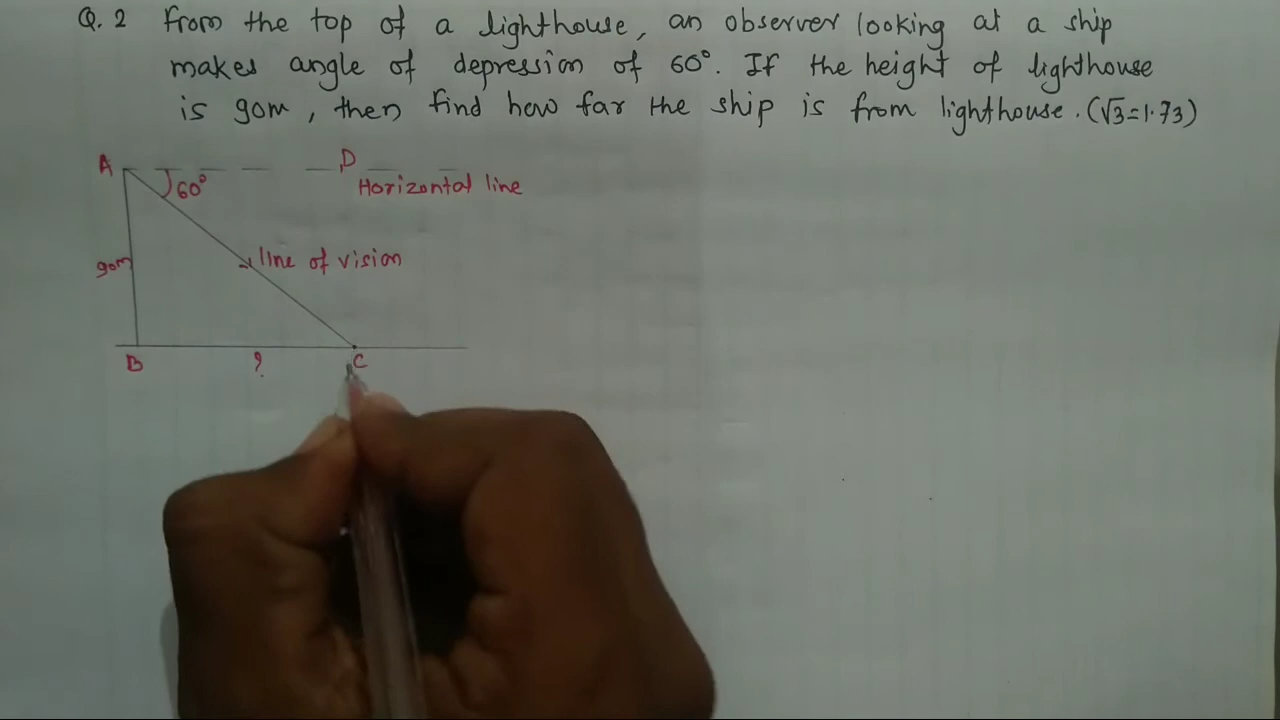 Q. 2 From the top of a lighthouse, an observer looking at a ship
makes angle of depression of 60°. If the height of lighthouse
is 90m, then find how far the ship is from lighthouse. (√3=1.73)
A D
60° Horizontal line
90m line of vision
B ? C